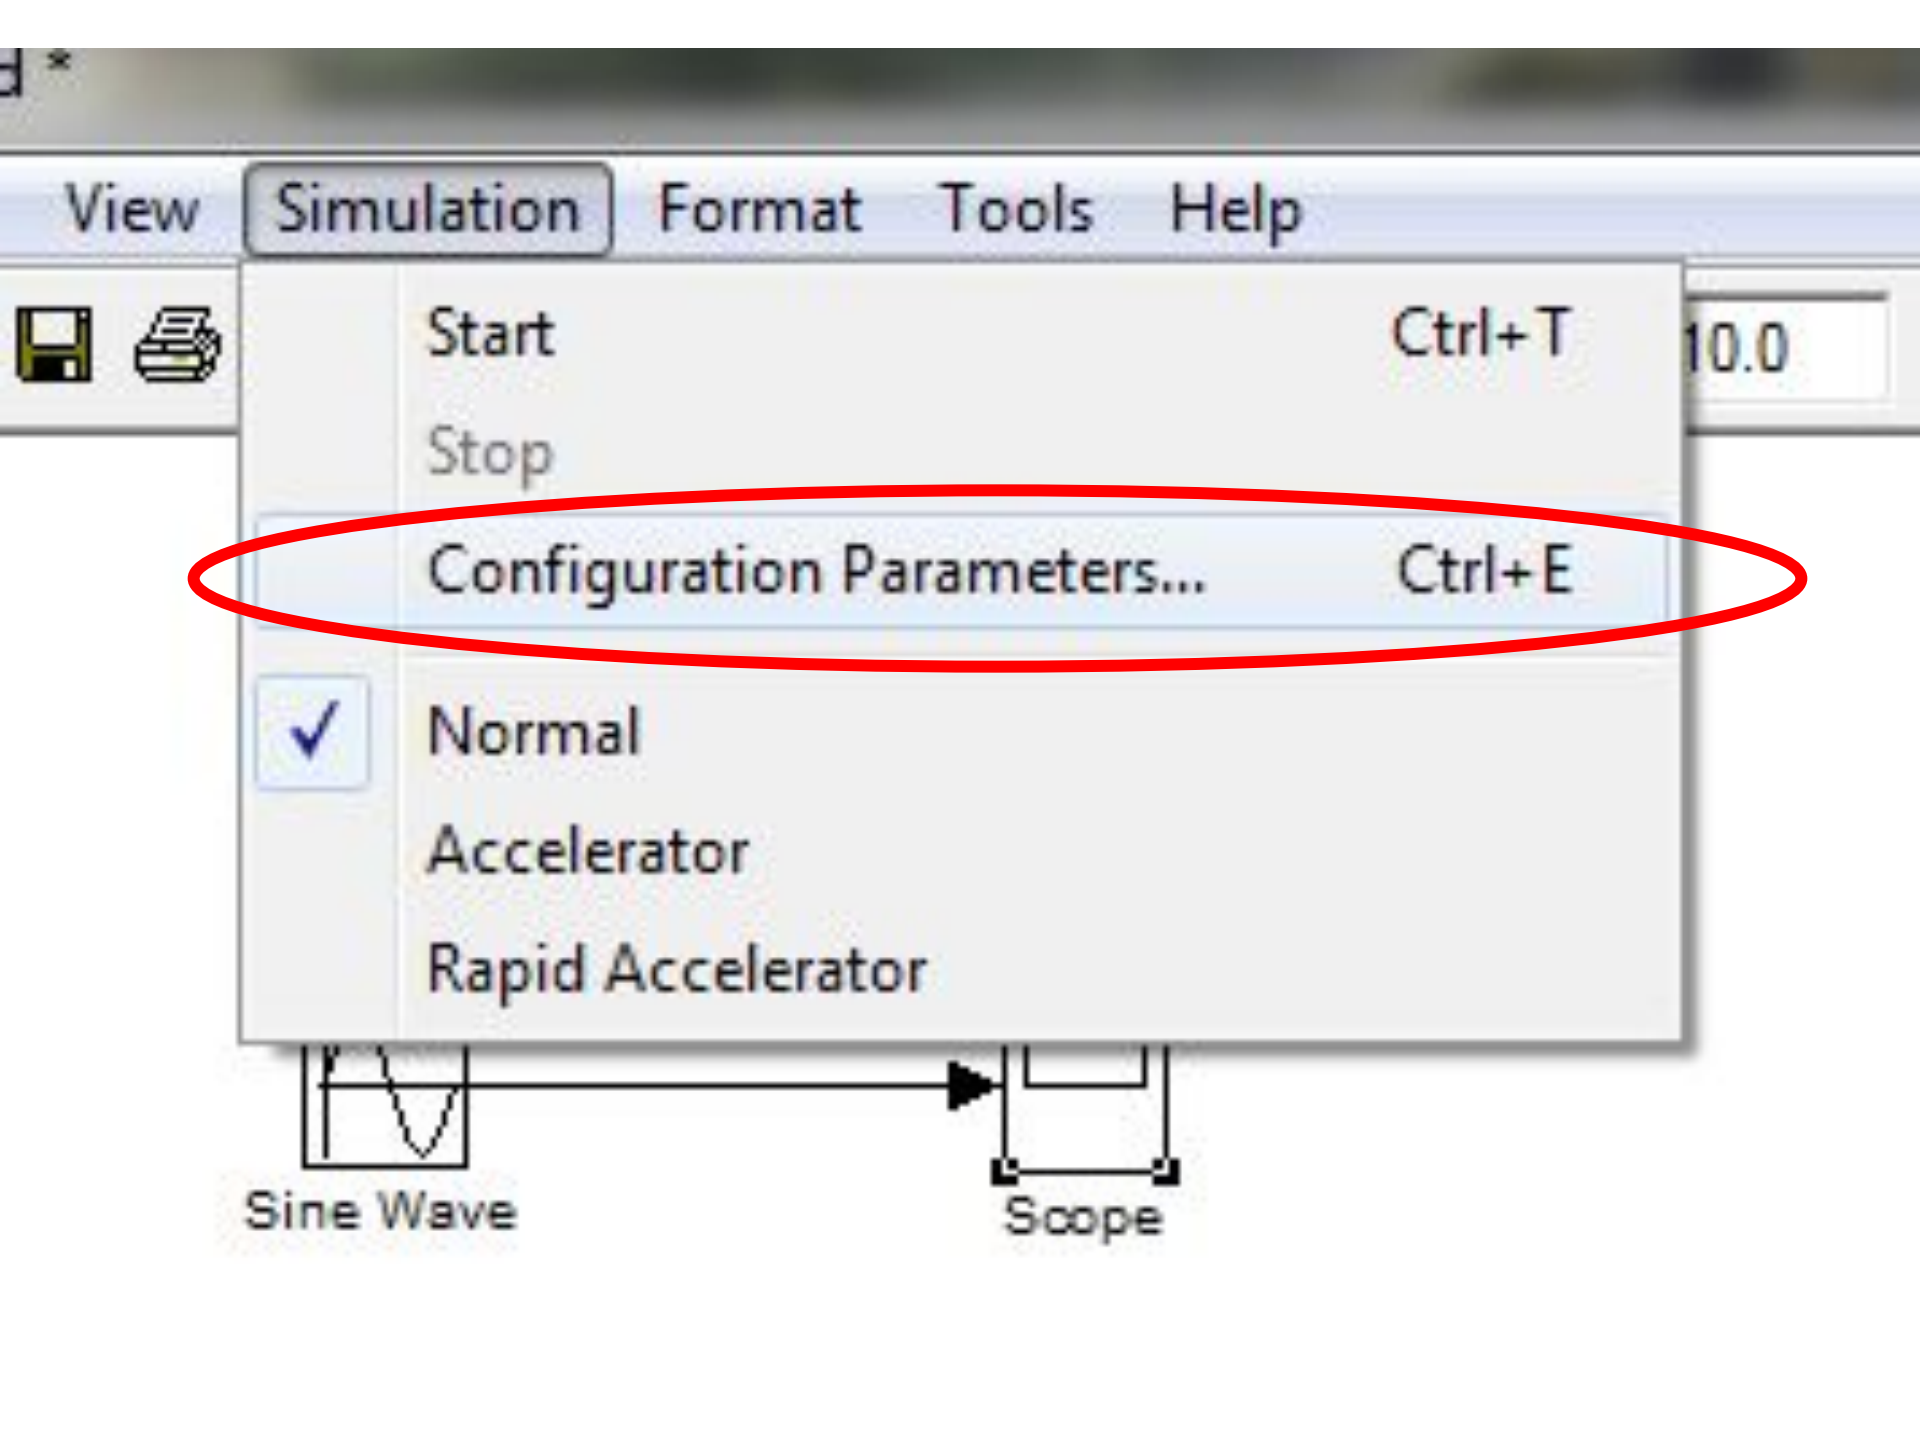 d *
View Simulation Format Tools Help
Start Ctrl+T
10.0
Stop
Configuration Parameters... Ctrl+E
Normal
Accelerator
Rapid Accelerator
Sine Wave
Scope